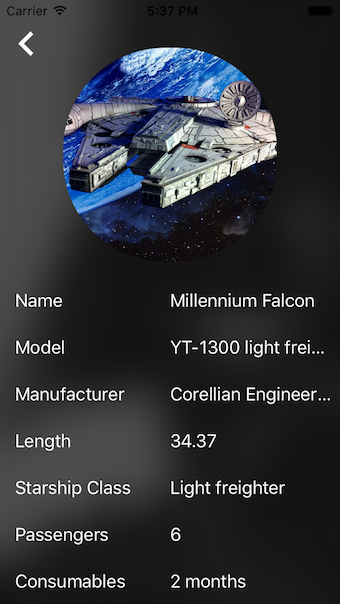 Carrier 5:37 PM
Name Millennium Falcon
Model YT-1300 light frei...
Manufacturer Corellian Engineer...
Length 34.37
Starship Class Light freighter
Passengers 6
Consumables 2 months